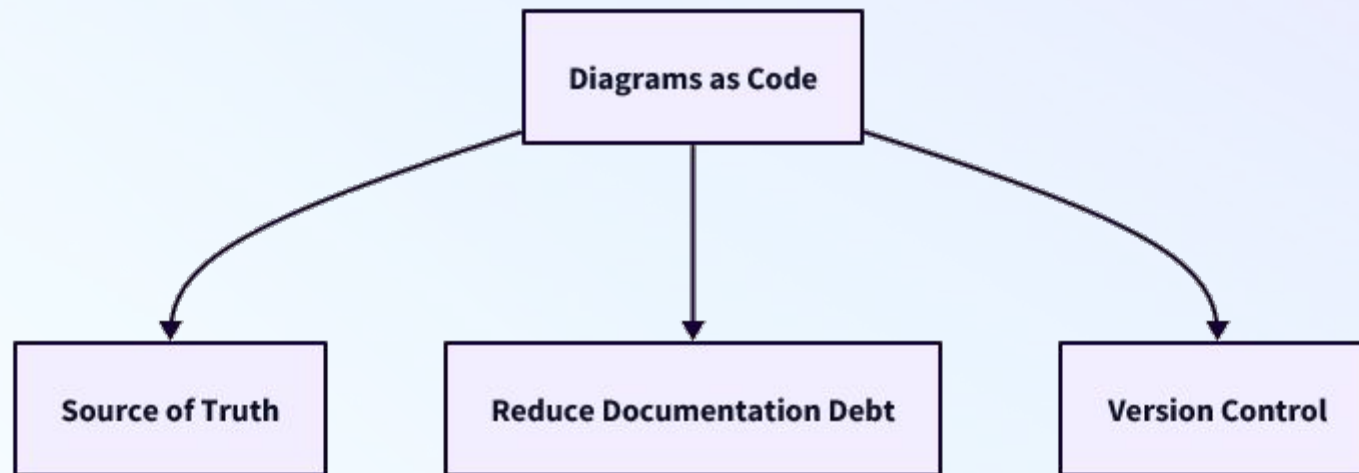 Diagrams as Code
Source of Truth
Reduce Documentation Debt
Version Control